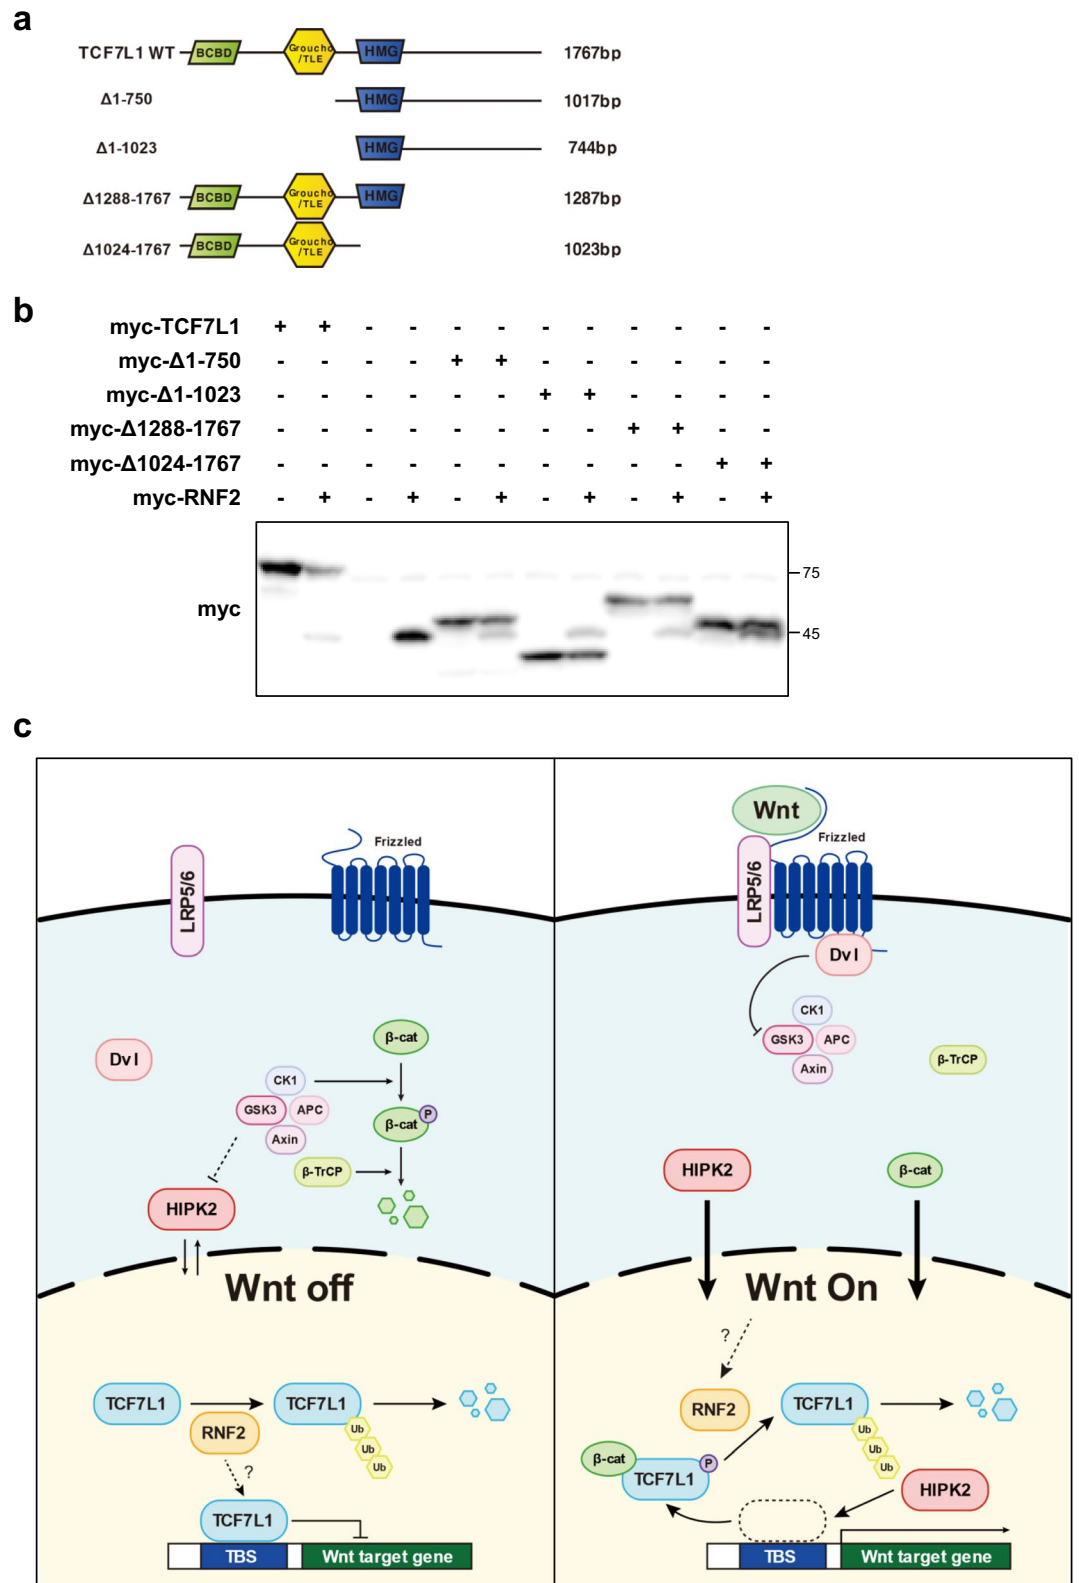 a
TCF7L1 WT BCBD Groucho /TLE HMG 1767bp
Δ1-750 HMG 1017bp
Δ1-1023 HMG 744bp
Δ1288-1767 BCBD Groucho /TLE HMG 1287bp
Δ1024-1767 BCBD Groucho /TLE 1023bp
b
myc-TCF7L1 + + - - - - - - - - - -
myc-Δ1-750 - - - - + + - - - - - -
myc-Δ1-1023 - - - - - - + + - - - -
myc-Δ1288-1767 - - - - - - - - + + - -
myc-Δ1024-1767 - - - - - - - - - - + +
myc-RNF2 - + - + - + - + - + - +
75
myc
45
c
LRP5/6
Frizzled
Dvl
β-cat
CK1
GSK3
APC
Axin
β-cat
P
β-TrCP
HIPK2
Wnt off
TCF7L1
TCF7L1
RNF2
Ub
Ub
Ub
?
TCF7L1
TBS
Wnt target gene
Wnt
LRP5/6
Frizzled
Dvl
CK1
GSK3
APC
Axin
β-TrCP
HIPK2
β-cat
Wnt On
?
RNF2
TCF7L1
Ub
Ub
Ub
β-cat
TCF7L1
P
HIPK2
TBS
Wnt target gene